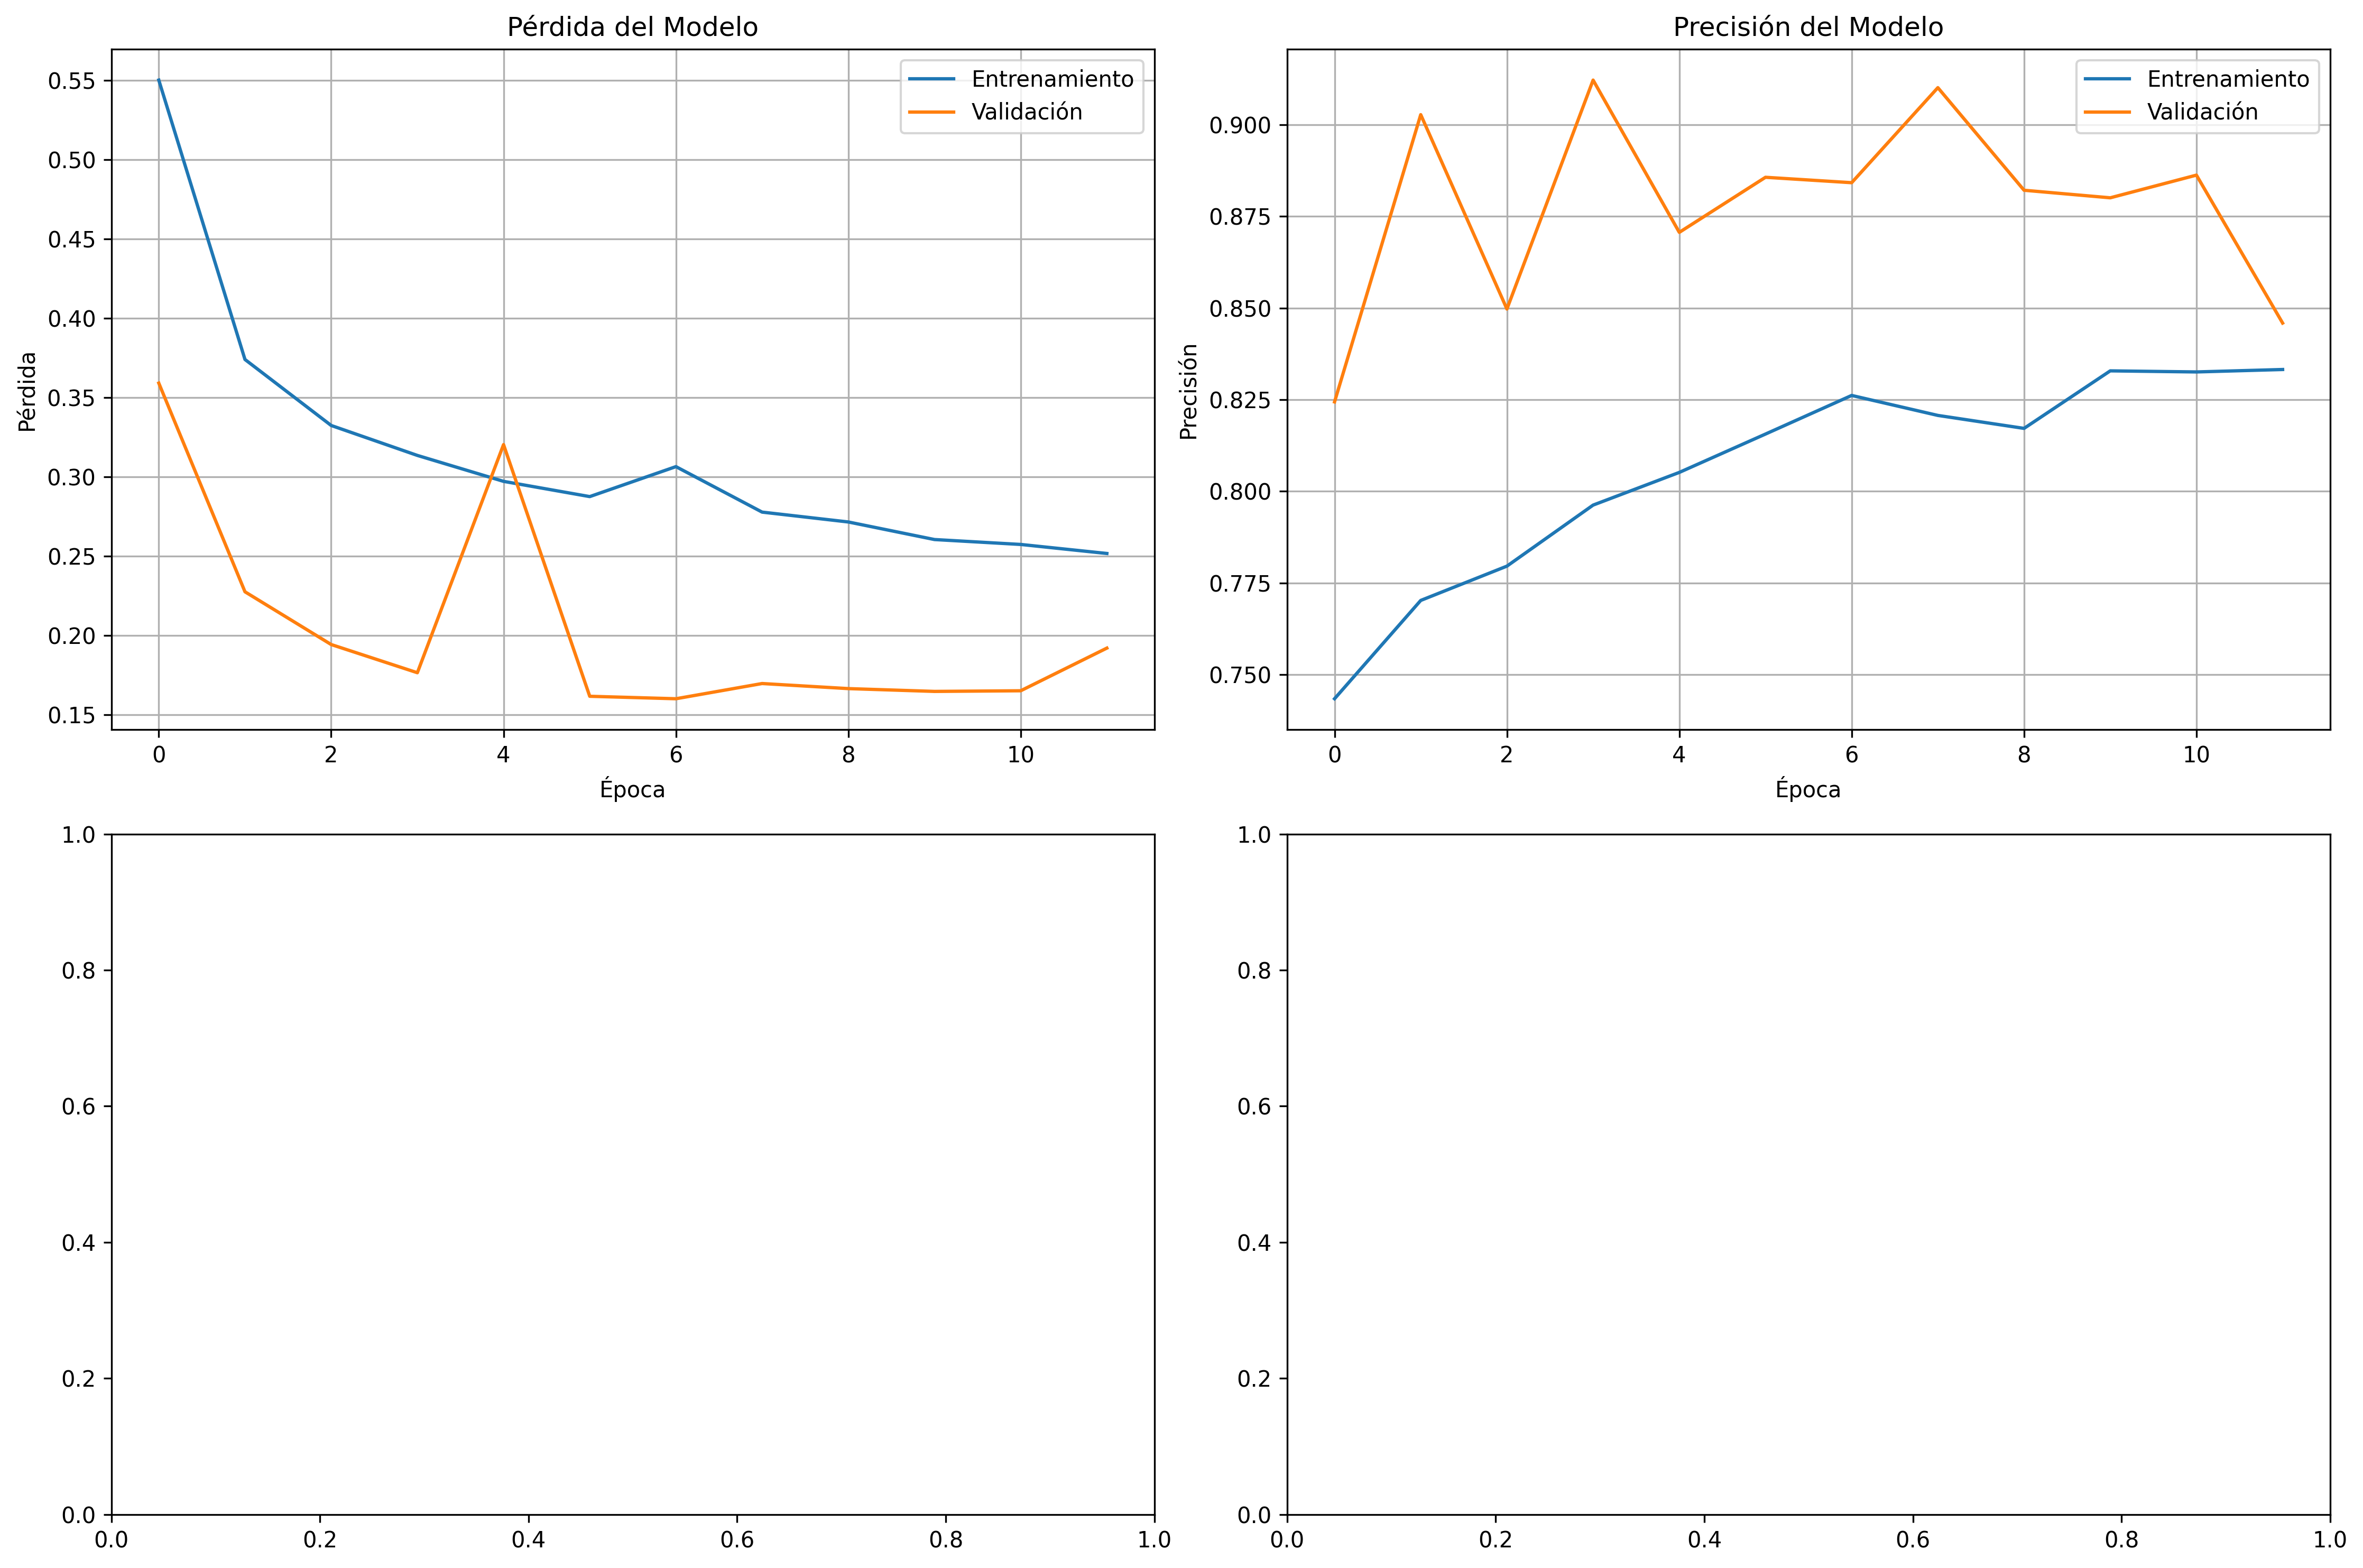 Pérdida del Modelo
Entrenamiento
Validación
Pérdida
0.55
0.50
0.45
0.40
0.35
0.30
0.25
0.20
0.15
0 2 4 6 8 10
Época
Precisión del Modelo
Entrenamiento
Validación
Precisión
0.900
0.875
0.850
0.825
0.800
0.775
0.750
0 2 4 6 8 10
Época
1.0
0.8
0.6
0.4
0.2
0.0
0.0 0.2 0.4 0.6 0.8 1.0
1.0
0.8
0.6
0.4
0.2
0.0
0.0 0.2 0.4 0.6 0.8 1.0